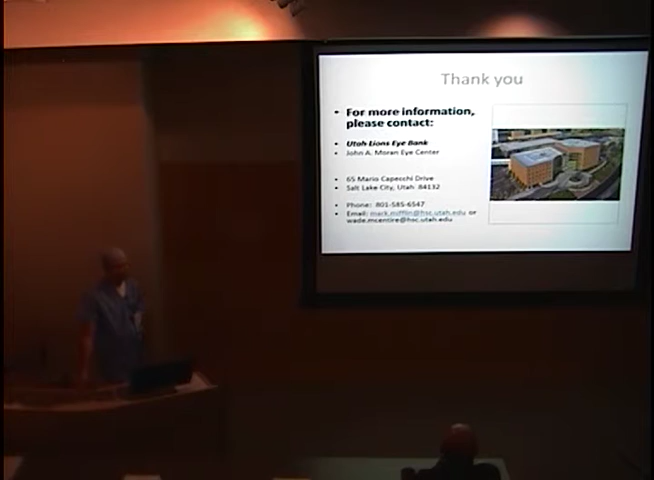 Thank you
• For more information,
please contact:
• Utah Lions Eye Bank
• John A. Moran Eye Center
• 65 Mario Capecchi Drive
• Salt Lake City, Utah 84132
• Phone: 801-585-6547
• Email: mack.mifflin@hsc.utah.edu or
wade.mcentire@hsc.utah.edu